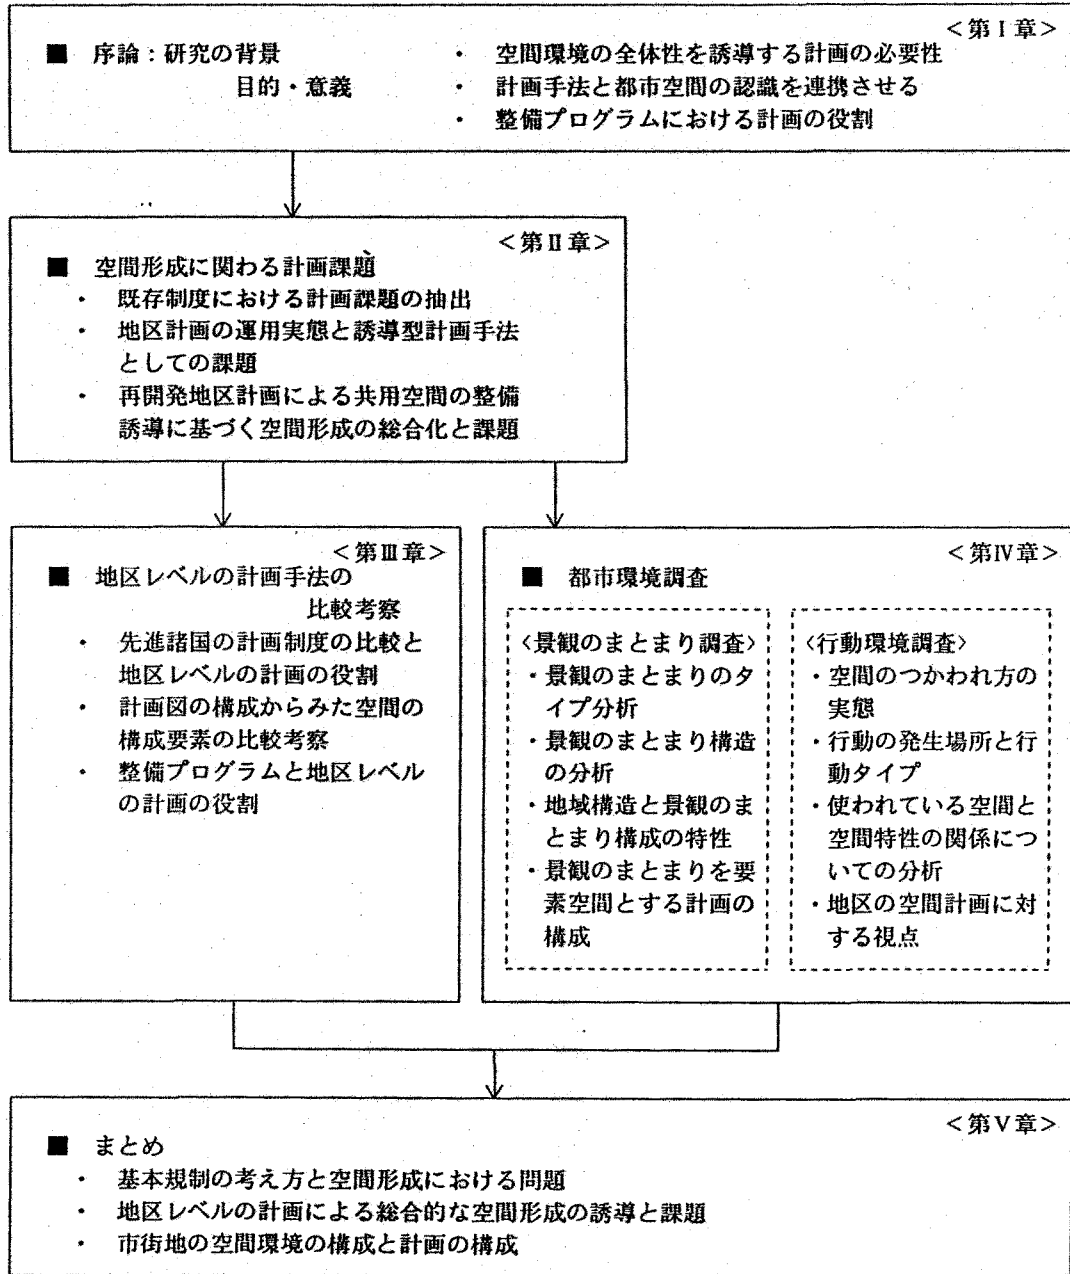 ＜第Ⅰ章＞
■ 序論：研究の背景
目的・意義
・ 空間環境の全体性を誘導する計画の必要性
・ 計画手法と都市空間の認識を連携させる
・ 整備プログラムにおける計画の役割
＜第Ⅱ章＞
■ 空間形成に関わる計画課題
・ 既存制度における計画課題の抽出
・ 地区計画の運用実態と誘導型計画手法
としての課題
・ 再開発地区計画による共用空間の整備
誘導に基づく空間形成の総合化と課題
＜第Ⅲ章＞
■ 地区レベルの計画手法の
比較考察
・ 先進諸国の計画制度の比較と
地区レベルの計画の役割
・ 計画図の構成からみた空間の
構成要素の比較考察
・ 整備プログラムと地区レベル
の計画の役割
＜第Ⅳ章＞
■ 都市環境調査
〈景観のまとまり調査〉
・景観のまとまりのタ
イプ分析
・景観のまとまり構造
の分析
・地域構造と景観のま
とまり構成の特性
・景観のまとまりを要
素空間とする計画の
構成
〈行動環境調査〉
・空間のつかわれ方の
実態
・行動の発生場所と行
動タイプ
・使われている空間と
空間特性の関係につ
いての分析
・地区の空間計画に対
する視点
＜第Ⅴ章＞
■ まとめ
・ 基本規制の考え方と空間形成における問題
・ 地区レベルの計画による総合的な空間形成の誘導と課題
・ 市街地の空間環境の構成と計画の構成